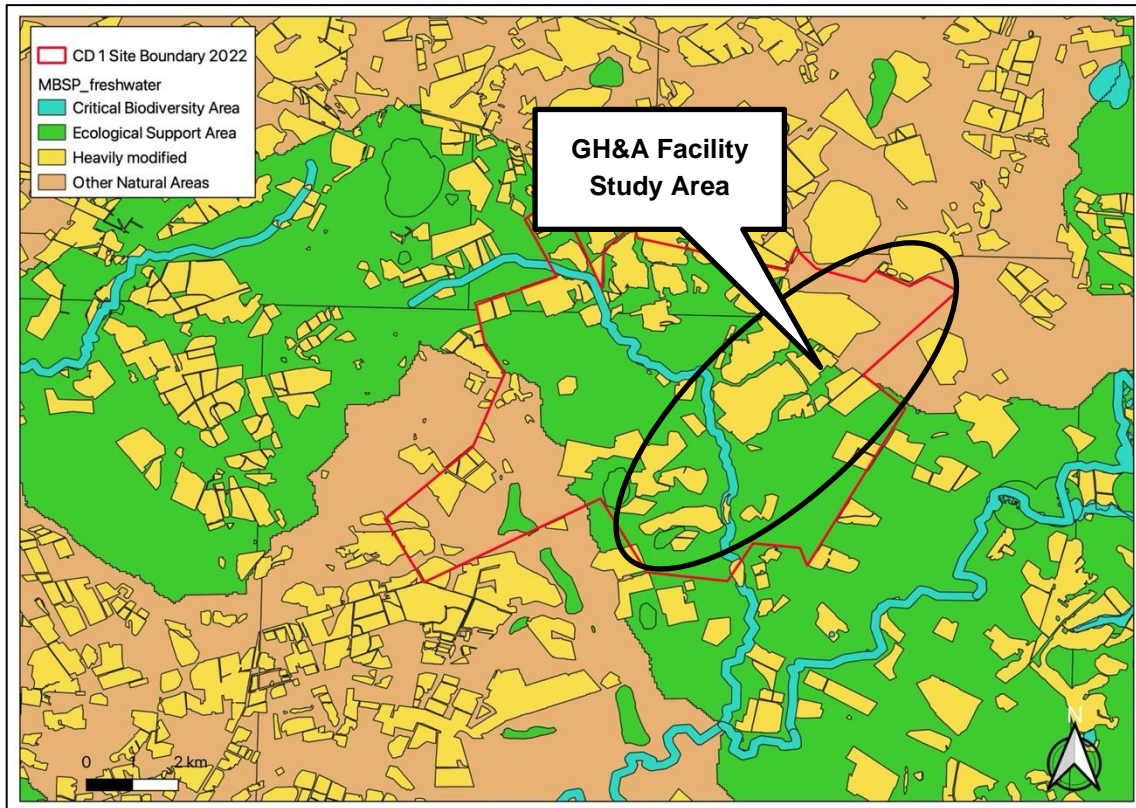 CD 1 Site Boundary 2022
MBSP_freshwater
Critical Biodiversity Area
Ecological Support Area
Heavily modified
Other Natural Areas
GH&A Facility
Study Area
0 1 2 km
N